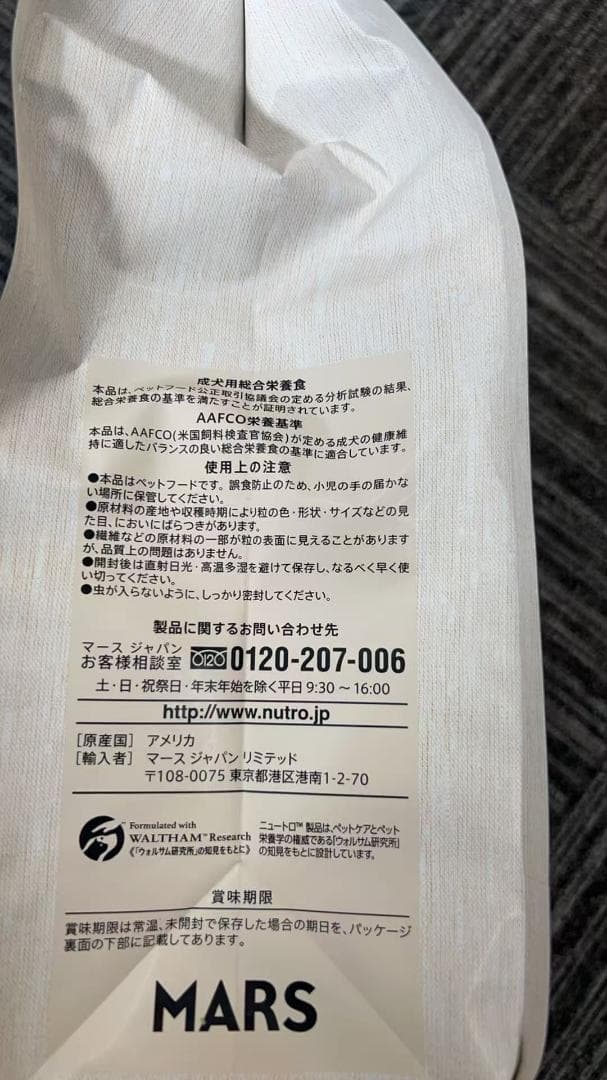 成犬用総合栄養食
本品は、ペットフード公正取引協議会の定める分析試験の結果、
総合栄養食の基準を満たすことが証明されています。
AAFCO栄養基準
本品は、AAFCO(米国飼料検査官協会)が定める成犬の健康維
持に適したバランスの良い総合栄養食の基準に適合しています。
使用上の注意
●本品はペットフードです。誤食防止のため、小児の手の届かな
い場所に保管してください。
●原材料の産地や収穫時期により粒の色・形状・サイズなどの見
た目、においにばらつきがあります。
●繊維などの原材料の一部が粒の表面に見えることがあります
が、品質上の問題はありません。
●開封後は直射日光・高温多湿を避けて保存し、なるべく早く使
い切ってください。
●虫が入らないように、しっかり密封してください。
製品に関するお問い合わせ先
マース ジャパン
お客様相談室 0120 0120-207-006
土・日・祝祭日・年末年始を除く平日 9:30 〜 16:00
http://www.nutro.jp
［原産国］ アメリカ
［輸入者］ マース ジャパン リミテッド
〒108-0075 東京都港区港南1-2-70
Formulated with
WALTHAM™ Research
《「ウォルサム研究所」の知見をもとに》
ニュートロ™ 製品は、ペットケアとペット
栄養学の権威である「ウォルサム研究所」
の知見をもとに設計しています。
賞味期限
賞味期限は常温、未開封で保存した場合の期日を、パッケージ
裏面の下部に記載してあります。
MARS